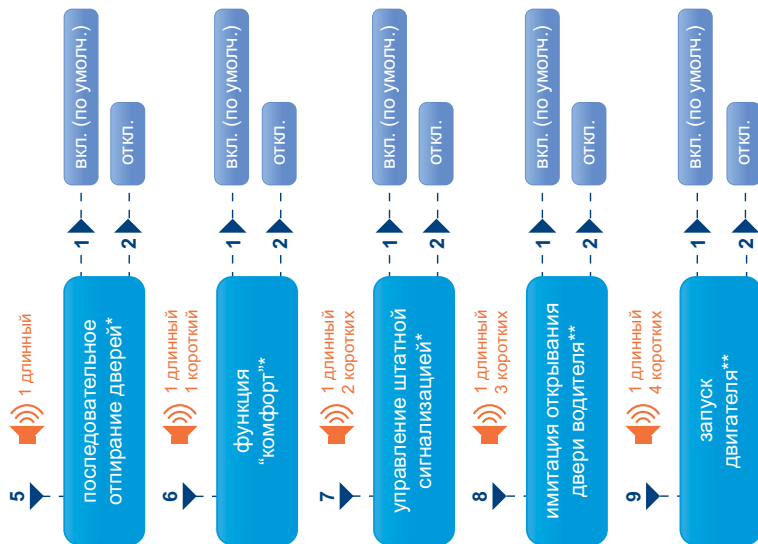 5
1 длинный
последовательное
отпирание дверей*
1
вкл. (по умолч.)
2
откл.
6
1 длинный
1 короткий
функция
“комфорт”*
1
вкл. (по умолч.)
2
откл.
7
1 длинный
2 коротких
управление штатной
сигнализацией*
1
вкл. (по умолч.)
2
откл.
8
1 длинный
3 коротких
имитация открывания
двери водителя**
1
вкл. (по умолч.)
2
откл.
9
1 длинный
4 коротких
запуск
двигателя**
1
вкл. (по умолч.)
2
откл.